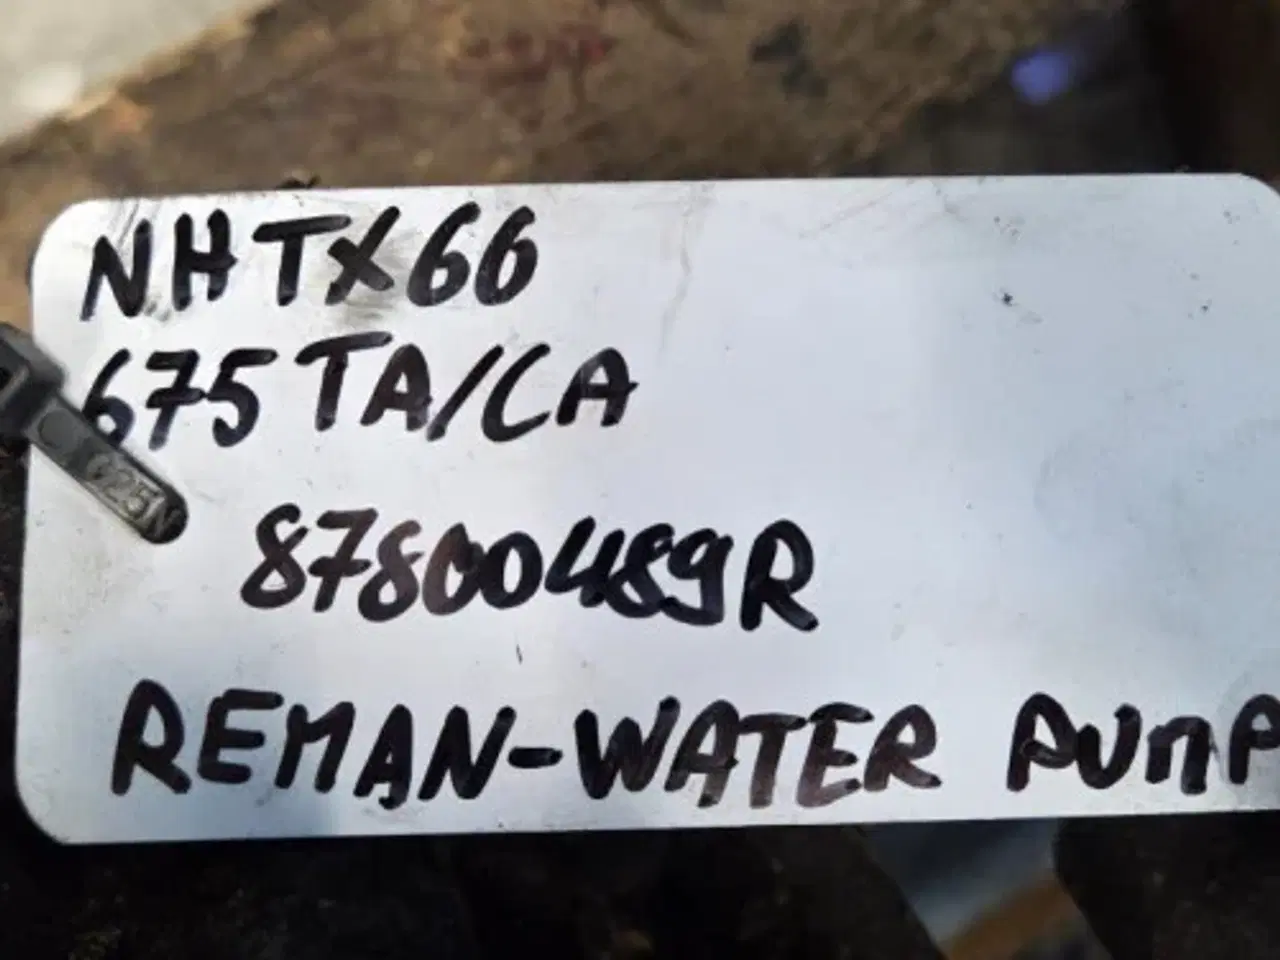 NHTX66
675TA/CA
87800489R
REMAN-WATER PUMP